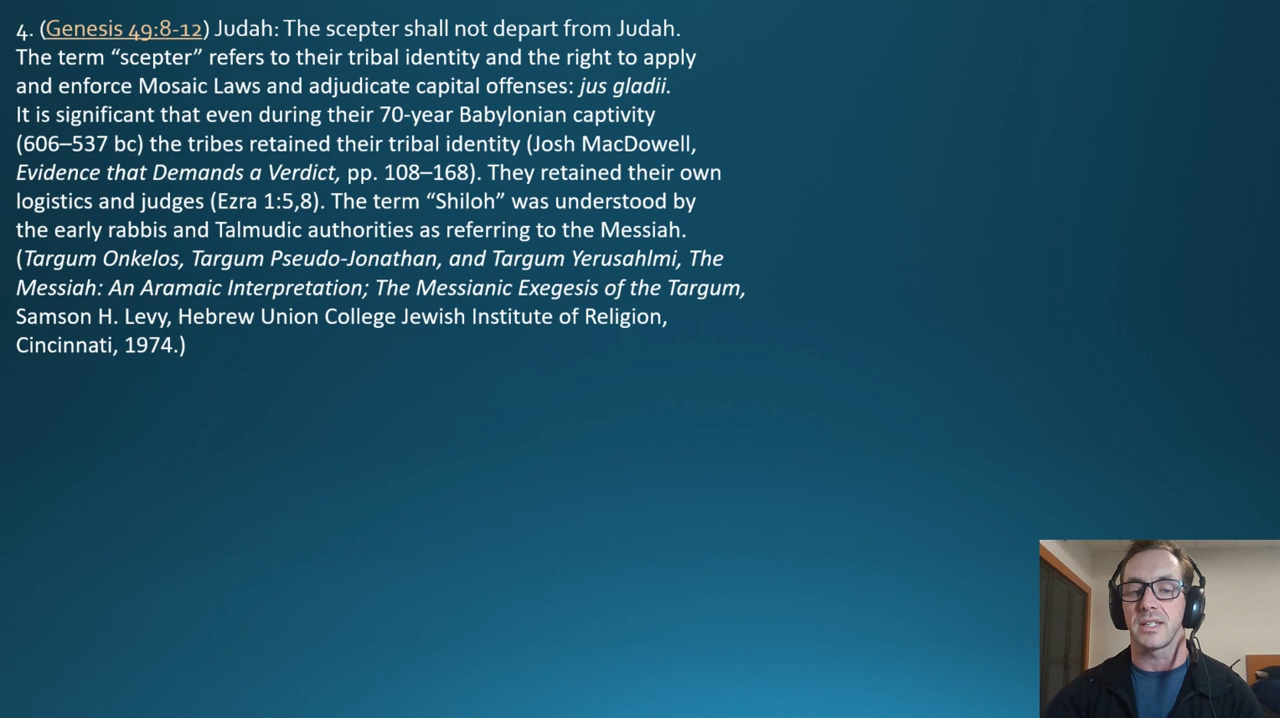 4. (Genesis 49:8-12) Judah: The scepter shall not depart from Judah.
The term “scepter” refers to their tribal identity and the right to apply
and enforce Mosaic Laws and adjudicate capital offenses: jus gladii.
It is significant that even during their 70-year Babylonian captivity
(606–537 bc) the tribes retained their tribal identity (Josh MacDowell,
Evidence that Demands a Verdict, pp. 108–168). They retained their own
logistics and judges (Ezra 1:5,8). The term “Shiloh” was understood by
the early rabbis and Talmudic authorities as referring to the Messiah.
(Targum Onkelos, Targum Pseudo-Jonathan, and Targum Yerusahlmi, The
Messiah: An Aramaic Interpretation; The Messianic Exegesis of the Targum,
Samson H. Levy, Hebrew Union College Jewish Institute of Religion,
Cincinnati, 1974.)